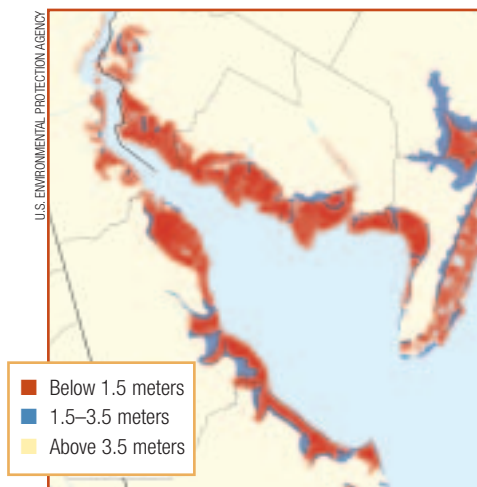 U.S. ENVIRONMENTAL PROTECTION AGENCY
Below 1.5 meters
1.5–3.5 meters
Above 3.5 meters